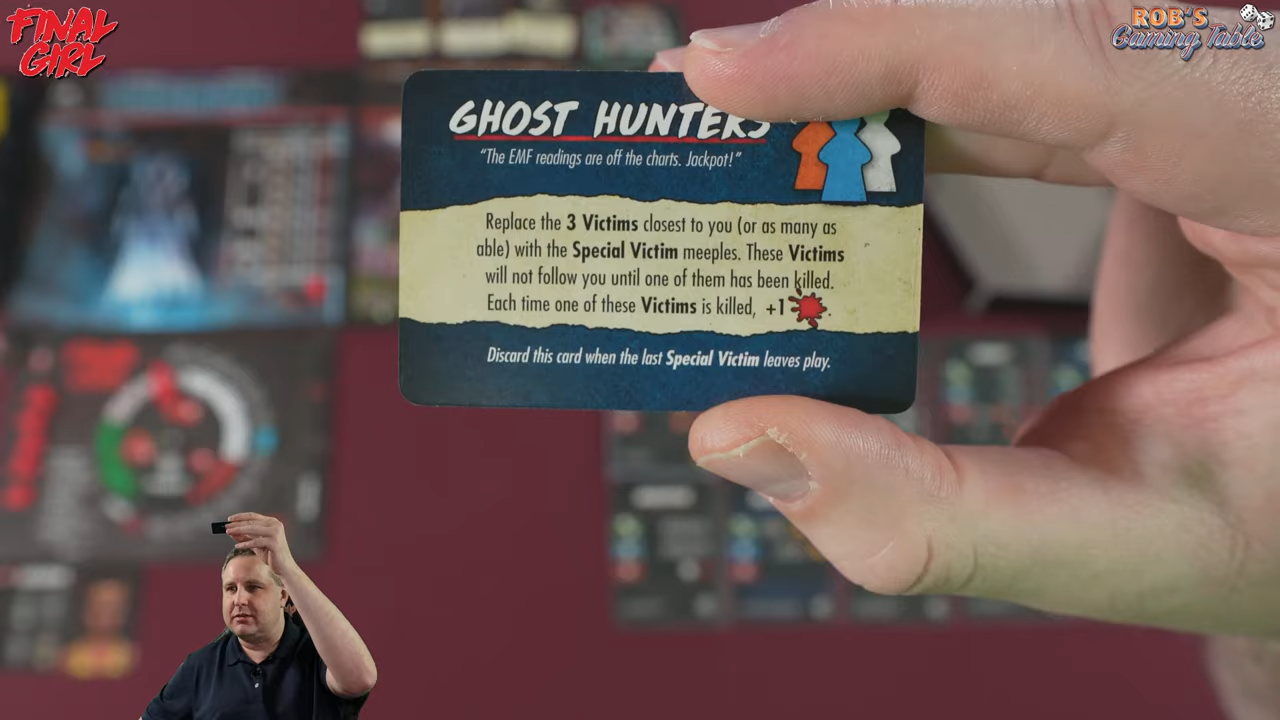 FINAL
GIRL
ROB'S
Gaming Table
GHOST HUNTERS
"The EMF readings are off the charts. Jackpot!"
Replace the 3 Victims closest to you (or as many as
able) with the Special Victim meeples. These Victims
will not follow you until one of them has been killed.
Each time one of these Victims is killed, +1 .
Discard this card when the last Special Victim leaves play.